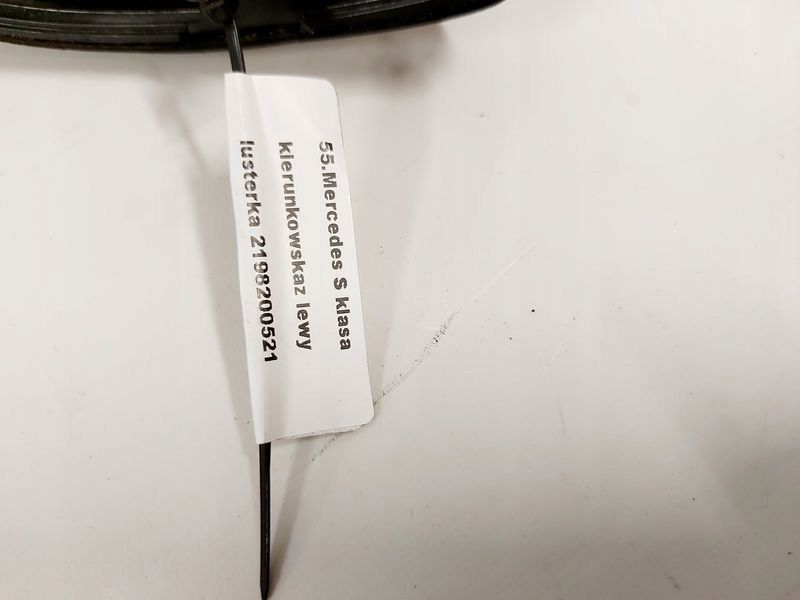 55.Mercedes S klasa
kierunkowskaz lewy
lusterka 2198200521